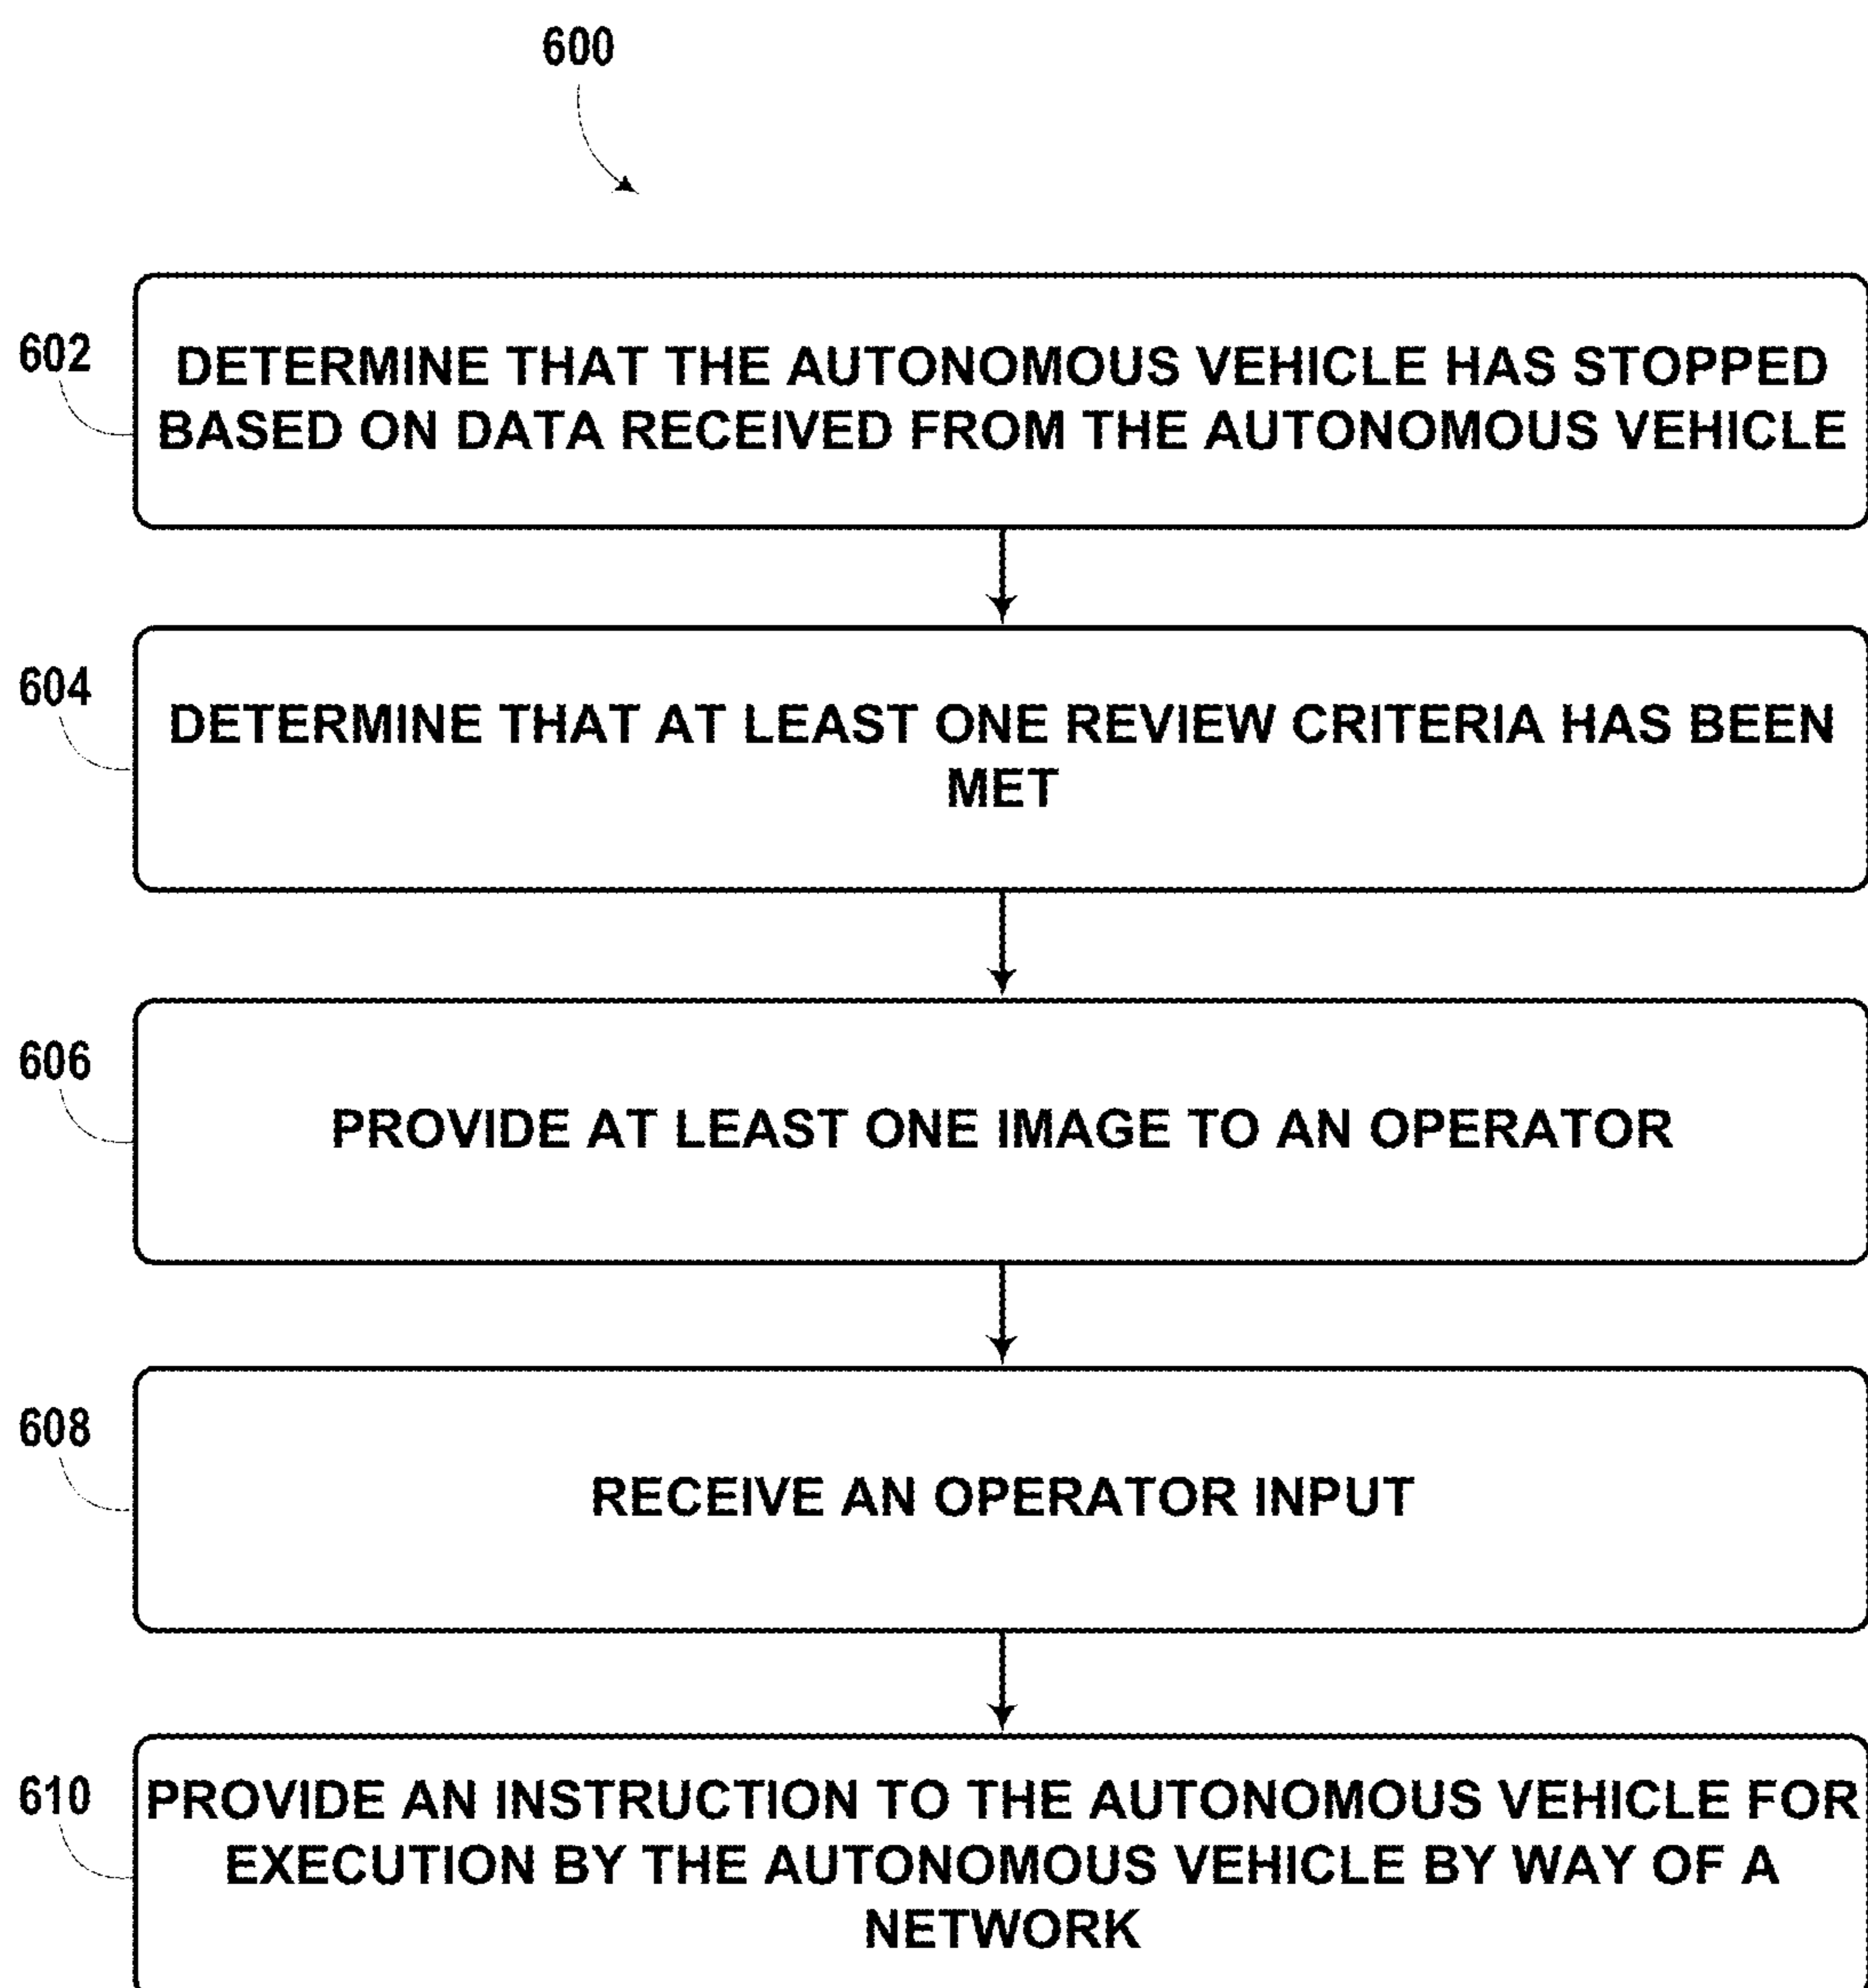 600
602
DETERMINE THAT THE AUTONOMOUS VEHICLE HAS STOPPED
BASED ON DATA RECEIVED FROM THE AUTONOMOUS VEHICLE
604
DETERMINE THAT AT LEAST ONE REVIEW CRITERIA HAS BEEN
MET
606
PROVIDE AT LEAST ONE IMAGE TO AN OPERATOR
608
RECEIVE AN OPERATOR INPUT
610
PROVIDE AN INSTRUCTION TO THE AUTONOMOUS VEHICLE FOR
EXECUTION BY THE AUTONOMOUS VEHICLE BY WAY OF A
NETWORK